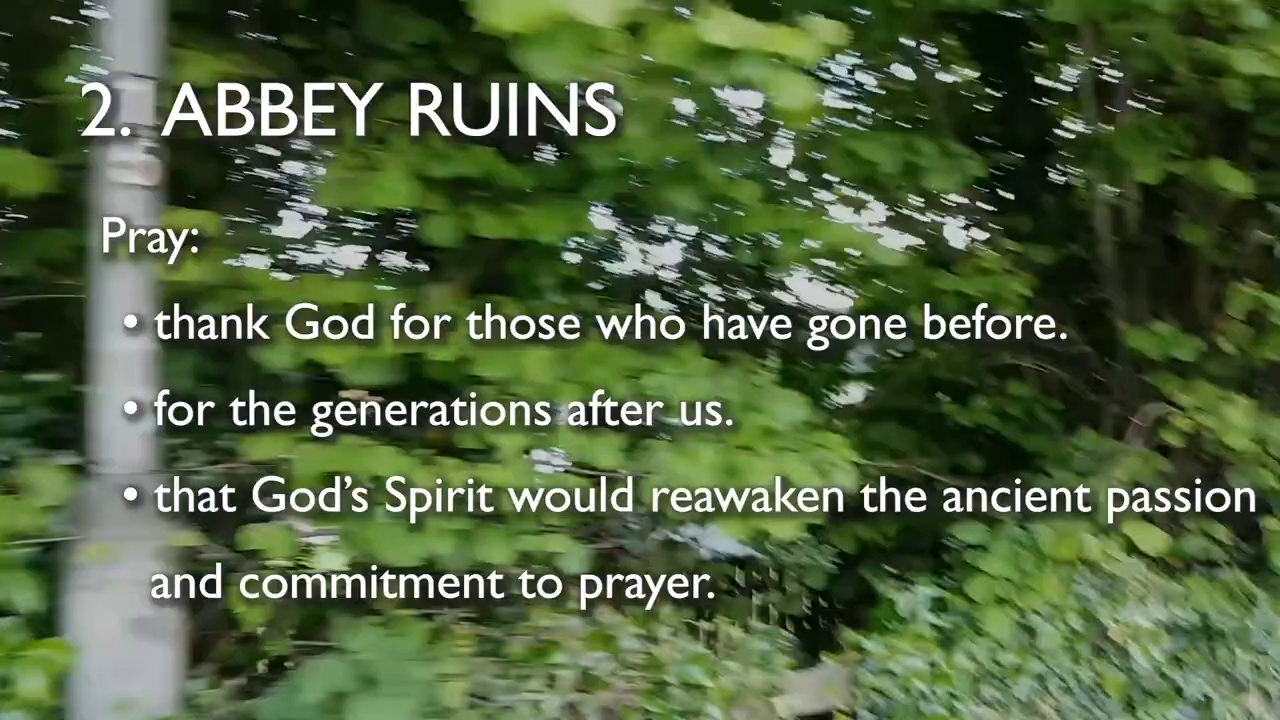 2. ABBEY RUINS
Pray:
• thank God for those who have gone before.
• for the generations after us.
• that God’s Spirit would reawaken the ancient passion
and commitment to prayer.